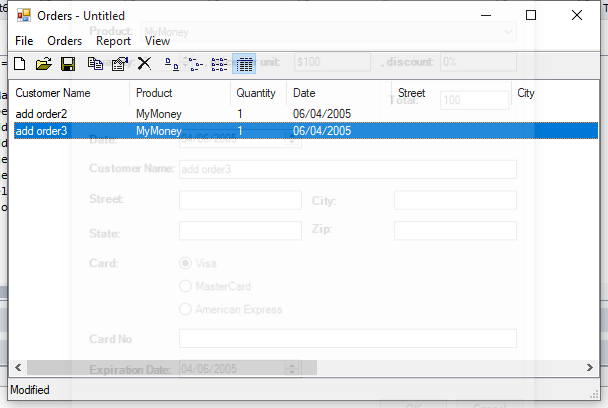 Orders - Untitled
Product: MyMoney
File Orders Report View
unit: $100 , discount: 0%
Customer Name Product Quantity Date Street City
Total: 100
add order2 MyMoney 1 06/04/2005
add order3 MyMoney 1 06/04/2005
Date: 04/06/2005
Customer Name: add order3
Street: City:
State: Zip:
Card: Visa
MasterCard
American Express
Card No
Expiration Date: 04/06/2005
Modified
OK